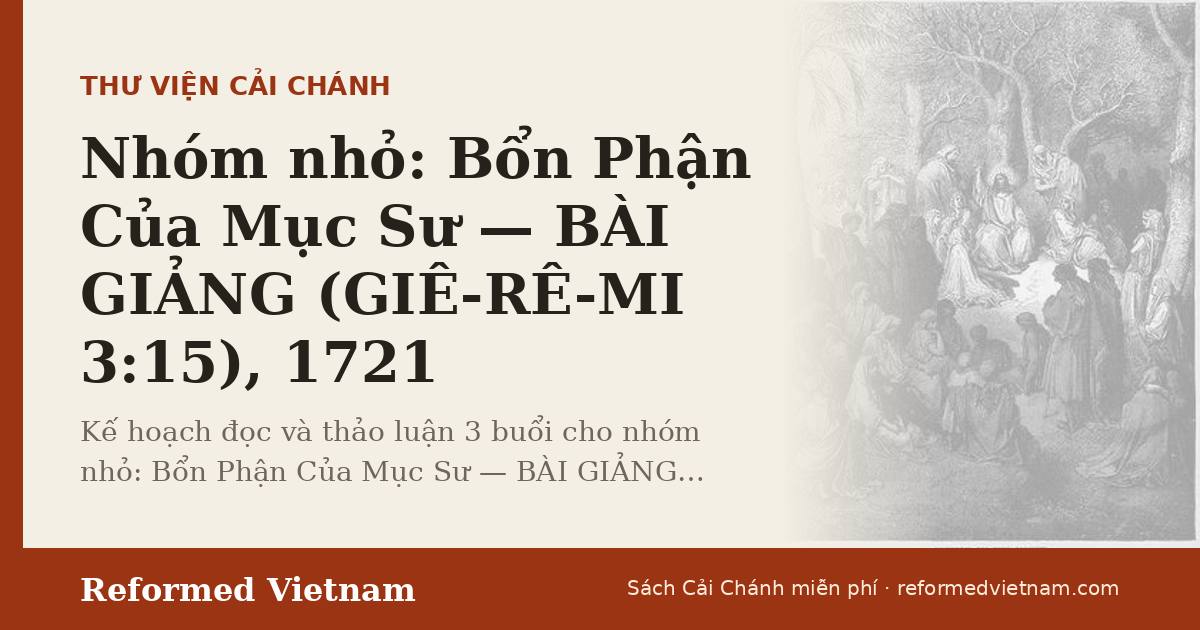 THƯ VIỆN CẢI CHÁNH
Nhóm nhỏ: Bổn Phận
Của Mục Sư — BÀI
GIẢNG (GIÊ-RÊ-MI
3:15), 1721
Kế hoạch đọc và thảo luận 3 buổi cho nhóm
nhỏ: Bổn Phận Của Mục Sư — BÀI GIẢNG...
Reformed Vietnam
Sách Cải Chánh miễn phí · reformedvietnam.com